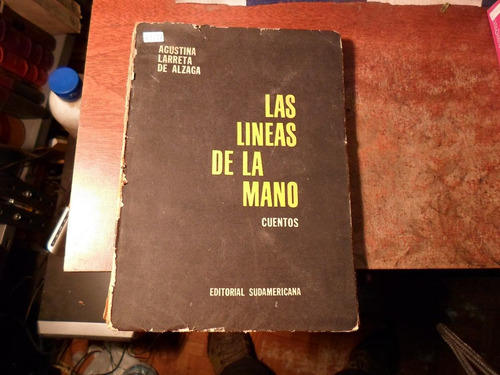 AGUSTINA
LARRETA
DE ALZAGA
LAS
LINEAS
DE LA
MANO
CUENTOS
EDITORIAL SUDAMERICANA